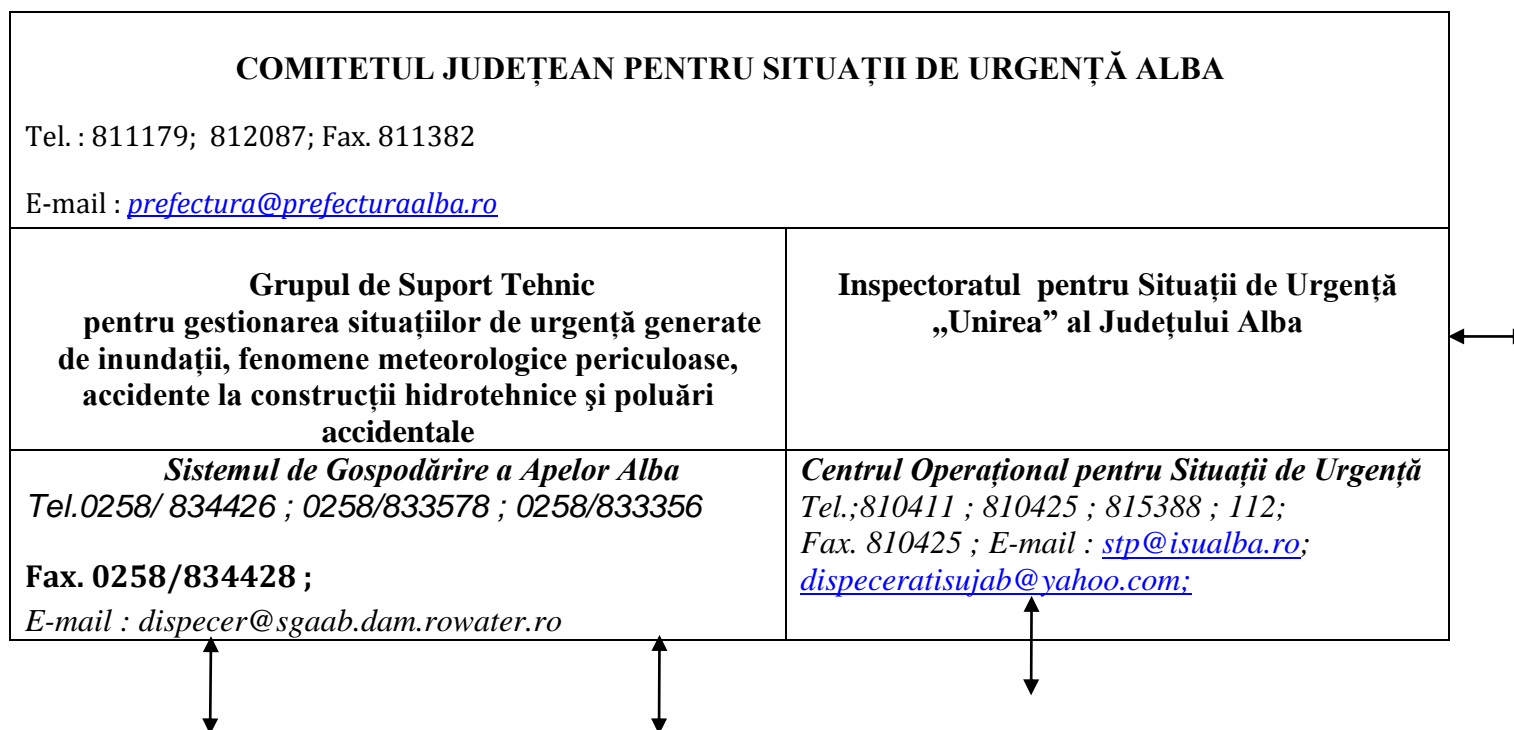 COMITETUL JUDEȚEAN PENTRU SITUAȚII DE URGENȚĂ ALBA
Tel. : 811179; 812087; Fax. 811382
E-mail : prefectura@prefecturaalba.ro
Grupul de Suport Tehnic
pentru gestionarea situațiilor de urgență generate
de inundații, fenomene meteorologice periculoase,
accidente la construcții hidrotehnice şi poluări
accidentale
Inspectoratul pentru Situații de Urgență
„Unirea” al Județului Alba
Sistemul de Gospodărire a Apelor Alba
Tel.0258/ 834426 ; 0258/833578 ; 0258/833356
Fax. 0258/834428 ;
E-mail : dispecer@sgaab.dam.rowater.ro
Centrul Operațional pentru Situații de Urgență
Tel.;810411 ; 810425 ; 815388 ; 112;
Fax. 810425 ; E-mail : stp@isualba.ro;
dispeceratisujab@yahoo.com;